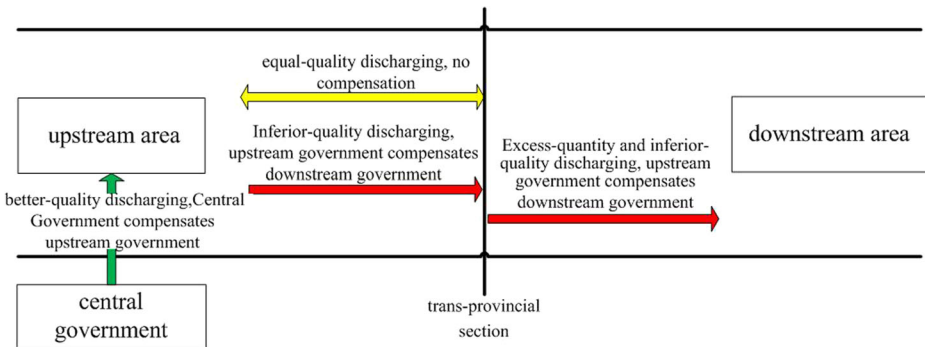 equal-quality discharging, no
compensation
upstream area
Inferior-quality discharging,
upstream government compensates
downstream government
Excess-quantity and inferior-
quality discharging, upstream
government compensates
downstream government
downstream area
better-quality discharging,Central
Government compensates
upstream government
central
government
trans-provincial
section